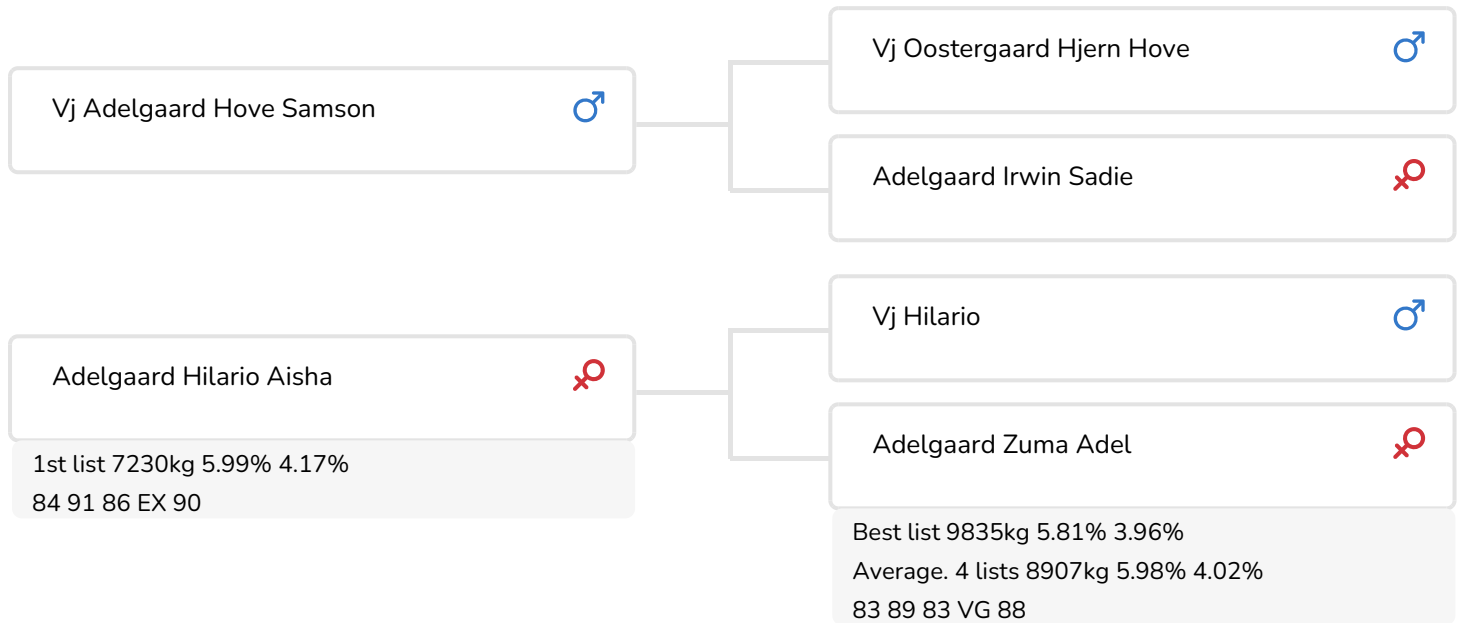 Vj Adelgaard Hove Samson
Vj Oostergaard Hjern Hove
Adelgaard Irwin Sadie
Adelgaard Hilario Aisha
1st list 7230kg 5.99% 4.17%
84 91 86 EX 90
Vj Hilario
Adelgaard Zuma Adel
Best list 9835kg 5.81% 3.96%
Average. 4 lists 8907kg 5.98% 4.02%
83 89 83 VG 88